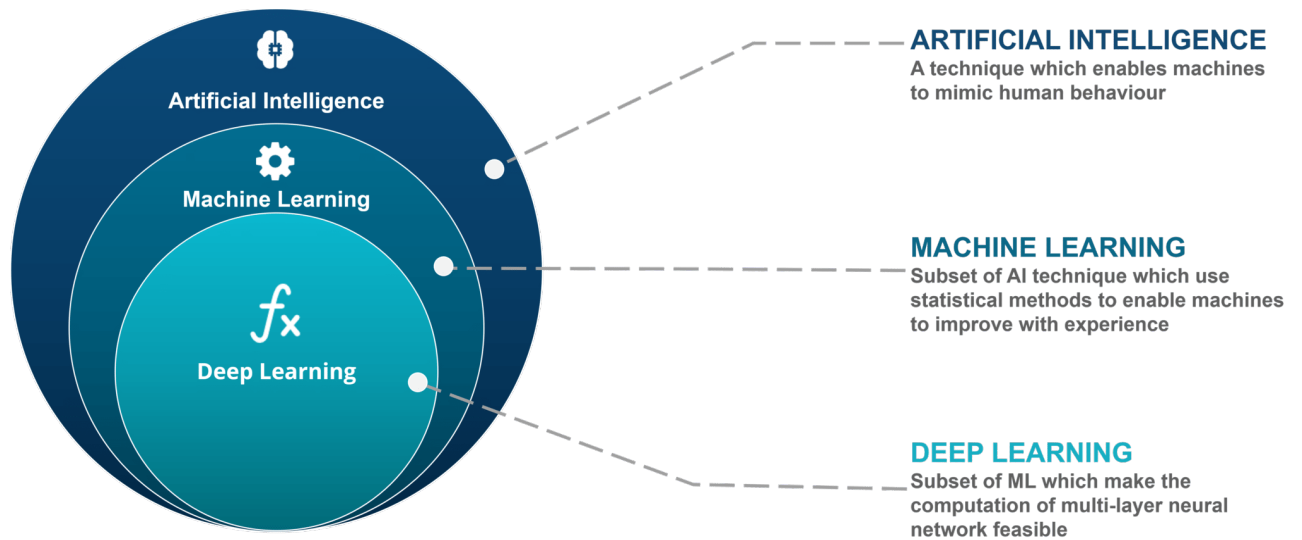 Artificial Intelligence
Machine Learning
fx
Deep Learning
ARTIFICIAL INTELLIGENCE
A technique which enables machines
to mimic human behaviour
MACHINE LEARNING
Subset of AI technique which use
statistical methods to enable machines
to improve with experience
DEEP LEARNING
Subset of ML which make the
computation of multi-layer neural
network feasible